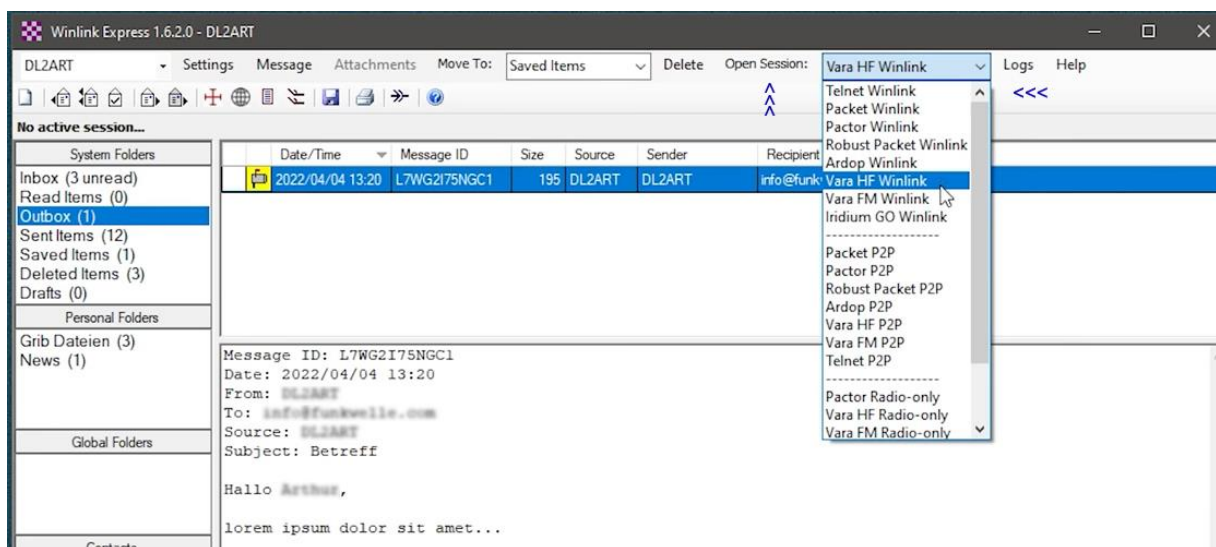 Winlink Express 1.6.2.0 - DL2ART
DL2ART Settings Message Attachments Move To: Saved Items Delete Open Session: Vara HF Winlink Logs Help
<<<
No active session...
System Folders
Inbox (3 unread)
Read Items (0)
Outbox (1)
Sent Items (12)
Saved Items (1)
Deleted Items (3)
Drafts (0)
Personal Folders
Grib Dateien (3)
News (1)
Global Folders
Date/Time Message ID Size Source Sender Recipient
2022/04/04 13:20 L7WG2I75NGC1 195 DL2ART DL2ART info@funk
Telnet Winlink
Packet Winlink
Pactor Winlink
Robust Packet Winlink
Ardop Winlink
Vara HF Winlink
Vara FM Winlink
Iridium GO Winlink
-------------------
Packet P2P
Pactor P2P
Robust Packet P2P
Ardop P2P
Vara HF P2P
Vara FM P2P
Telnet P2P
-------------------
Pactor Radio-only
Vara HF Radio-only
Vara FM Radio-only
Message ID: L7WG2I75NGC1
Date: 2022/04/04 13:20
From:
To:
Source:
Subject: Betreff
Hallo ,
lorem ipsum dolor sit amet...